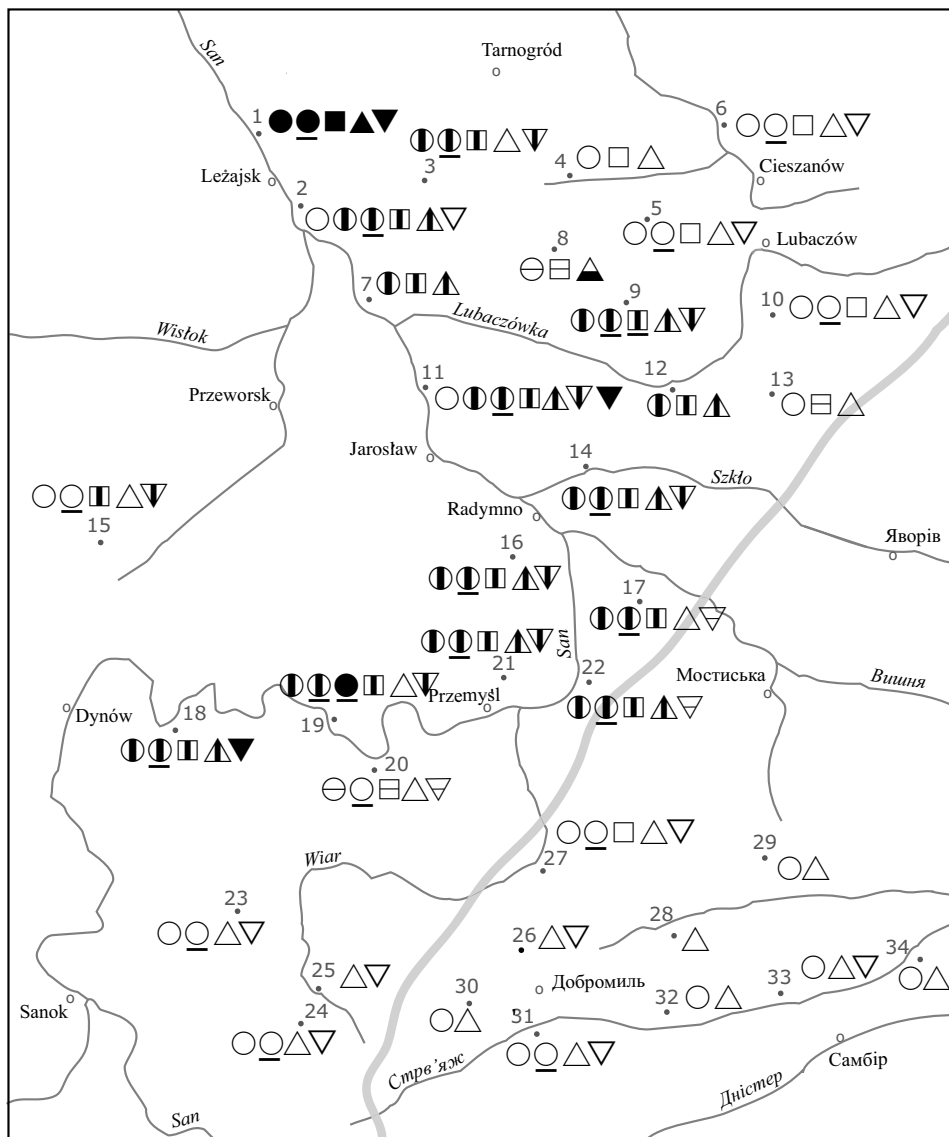 San
Tarnogród
1
6
3
4
Cieszanów
Leżajsk
2
5
8
Lubaczów
7
9
10
Lubaczówka
Wisłok
12
13
11
Przeworsk
Jarosław
14
Szkło
Radymno
15
Яворів
16
17
San
21
22
Мостиська
Przemyśl
Вишня
Dynów
18
19
20
Wiar
27
29
23
28
26
34
25
Добромиль
33
30
32
Sanok
24
31
Стрв’яж
Самбір
Дністер
San